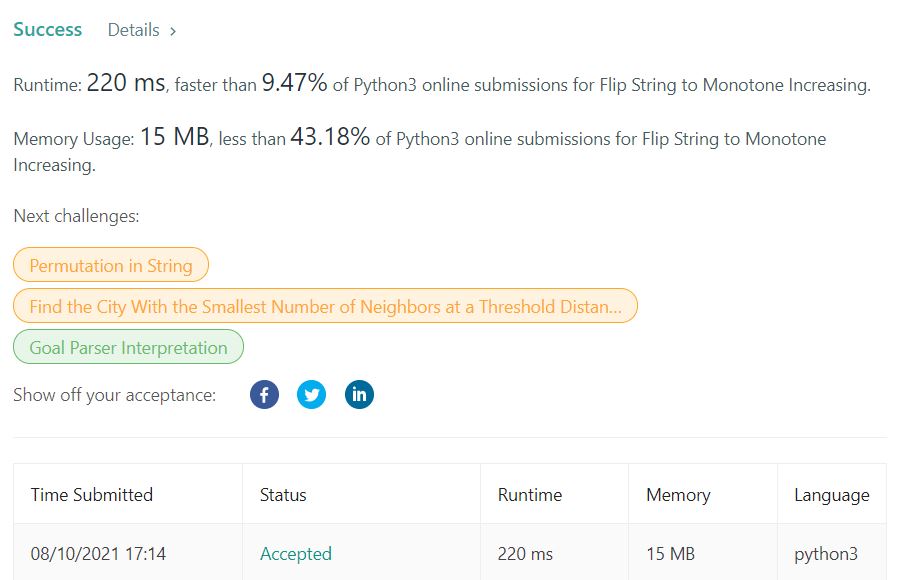 Success Details >
Runtime: 220 ms, faster than 9.47% of Python3 online submissions for Flip String to Monotone Increasing.
Memory Usage: 15 MB, less than 43.18% of Python3 online submissions for Flip String to Monotone
Increasing.
Next challenges:
Permutation in String
Find the City With the Smallest Number of Neighbors at a Threshold Distan...
Goal Parser Interpretation
Show off your acceptance:
Time Submitted Status Runtime Memory Language
08/10/2021 17:14 Accepted 220 ms 15 MB python3